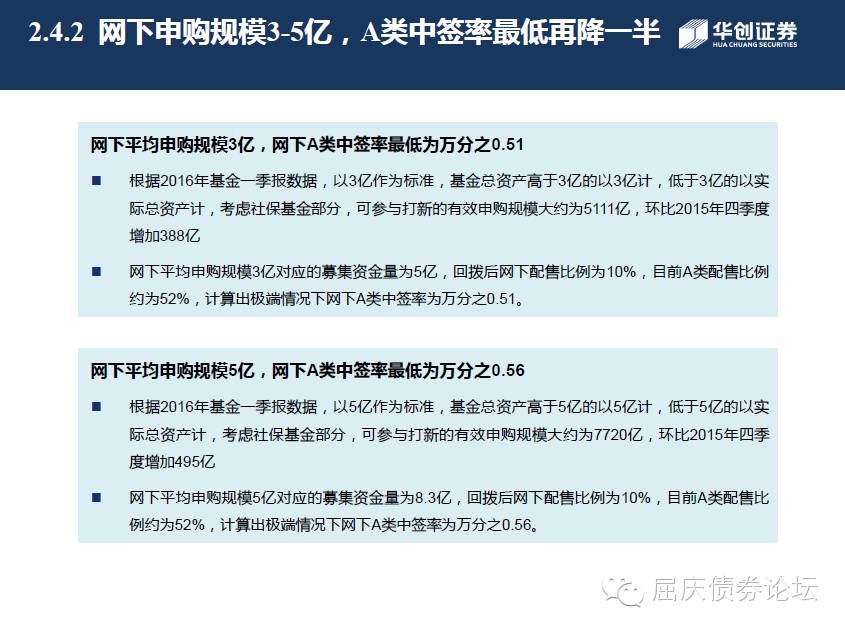 2.4.2 网下申购规模3-5亿，A类中签率最低再降一半
华创证券
HUA CHUANG SECURITIES
网下平均申购规模3亿，网下A类中签率最低为万分之0.51
■ 根据2016年基金一季报数据，以3亿作为标准，基金总资产高于3亿的以3亿计，低于3亿的以实
际总资产计，考虑社保基金部分，可参与打新的有效申购规模大约为5111亿，环比2015年四季度
增加388亿
■ 网下平均申购规模3亿对应的募集资金量为5亿，回拨后网下配售比例为10%，目前A类配售比例
约为52%，计算出极端情况下网下A类中签率为万分之0.51。
网下平均申购规模5亿，网下A类中签率最低为万分之0.56
■ 根据2016年基金一季报数据，以5亿作为标准，基金总资产高于5亿的以5亿计，低于5亿的以实
际总资产计，考虑社保基金部分，可参与打新的有效申购规模大约为7720亿，环比2015年四季
度增加495亿
■ 网下平均申购规模5亿对应的募集资金量为8.3亿，回拨后网下配售比例为10%，目前A类配售比
例约为52%，计算出极端情况下网下A类中签率为万分之0.56。
屈庆债券论坛